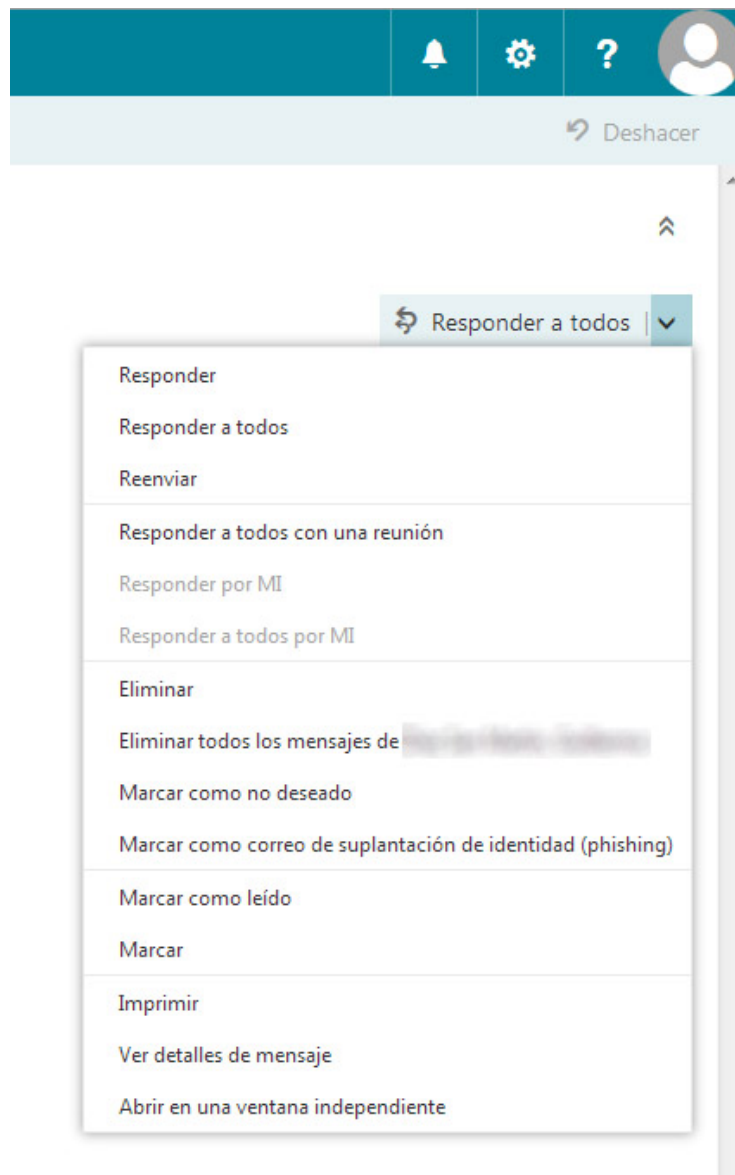 ?
Deshacer
Responder a todos
Responder
Responder a todos
Reenviar
Responder a todos con una reunión
Responder por MI
Responder a todos por MI
Eliminar
Eliminar todos los mensajes de
Marcar como no deseado
Marcar como correo de suplantación de identidad (phishing)
Marcar como leído
Marcar
Imprimir
Ver detalles de mensaje
Abrir en una ventana independiente